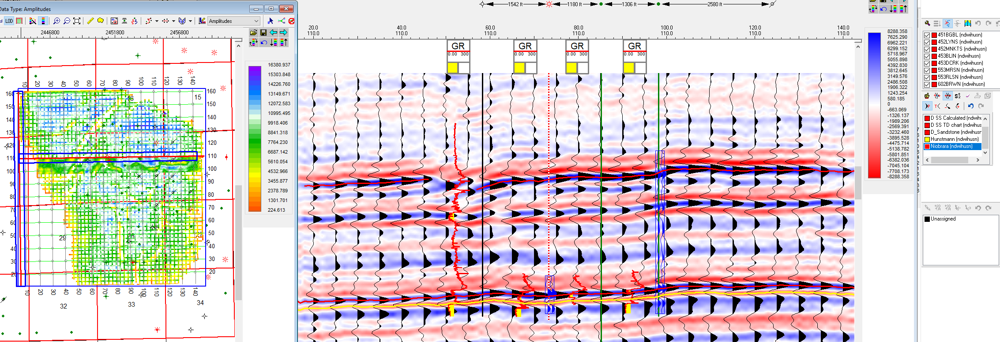 Data Type: Amplitudes
LOD
Amplitudes
2446800 2451800 2456800
10 20 30 40 50 60 70 80 90 100 110 120 130 140
160
150
140
130
120
110
100
90
80
70
60
50
40
30
20
16 15
29
32 33 34
160
150
140
130
120
110
100
90
80
70
60
50
40
30
20
10 20 30 40 50 60 70 80 90 100 110 120 130 140
16380.937
15303.848
14226.760
13149.671
12072.583
10995.495
9918.406
8841.318
7764.230
6687.142
5610.054
4532.966
3455.877
2378.789
1301.701
224.613
1542 ft 1180 ft 1306 ft 2580 ft
20.0 40.0 60.0 80.0 100.0 120.0 140.0
110.0 110.0 110.0 110.0 110.0 110.0 110.0
GR GR GR GR
0.00 300 0.00 300 0.00 300 0.00 300
8288.358
7625.290
6962.221
6299.152
5718.967
5055.898
4392.830
3812.645
3149.576
2486.508
1906.322
1243.254
580.185
0
-663.069
-1326.137
-1989.206
-2569.391
-3232.460
-3895.528
-4475.714
-5138.782
-5801.851
-6382.036
-7045.104
-7708.173
-8288.358
451BGBL (ndwihusn)
452LYNS (ndwihusn)
452MNKTS (ndwihusn)
453BLIN (ndwihusn)
453DCRK (ndwihusn)
553MRSN (ndwihusn)
553RLSN (ndwihusn)
602BRWN (ndwihusn)
D SS Calculated (ndwihu
D SS TD chart (ndwihus
D_Sandstone (ndwihusr
Hunstmann (ndwihusn)
Niobrara (ndwihusn)
Unassigned